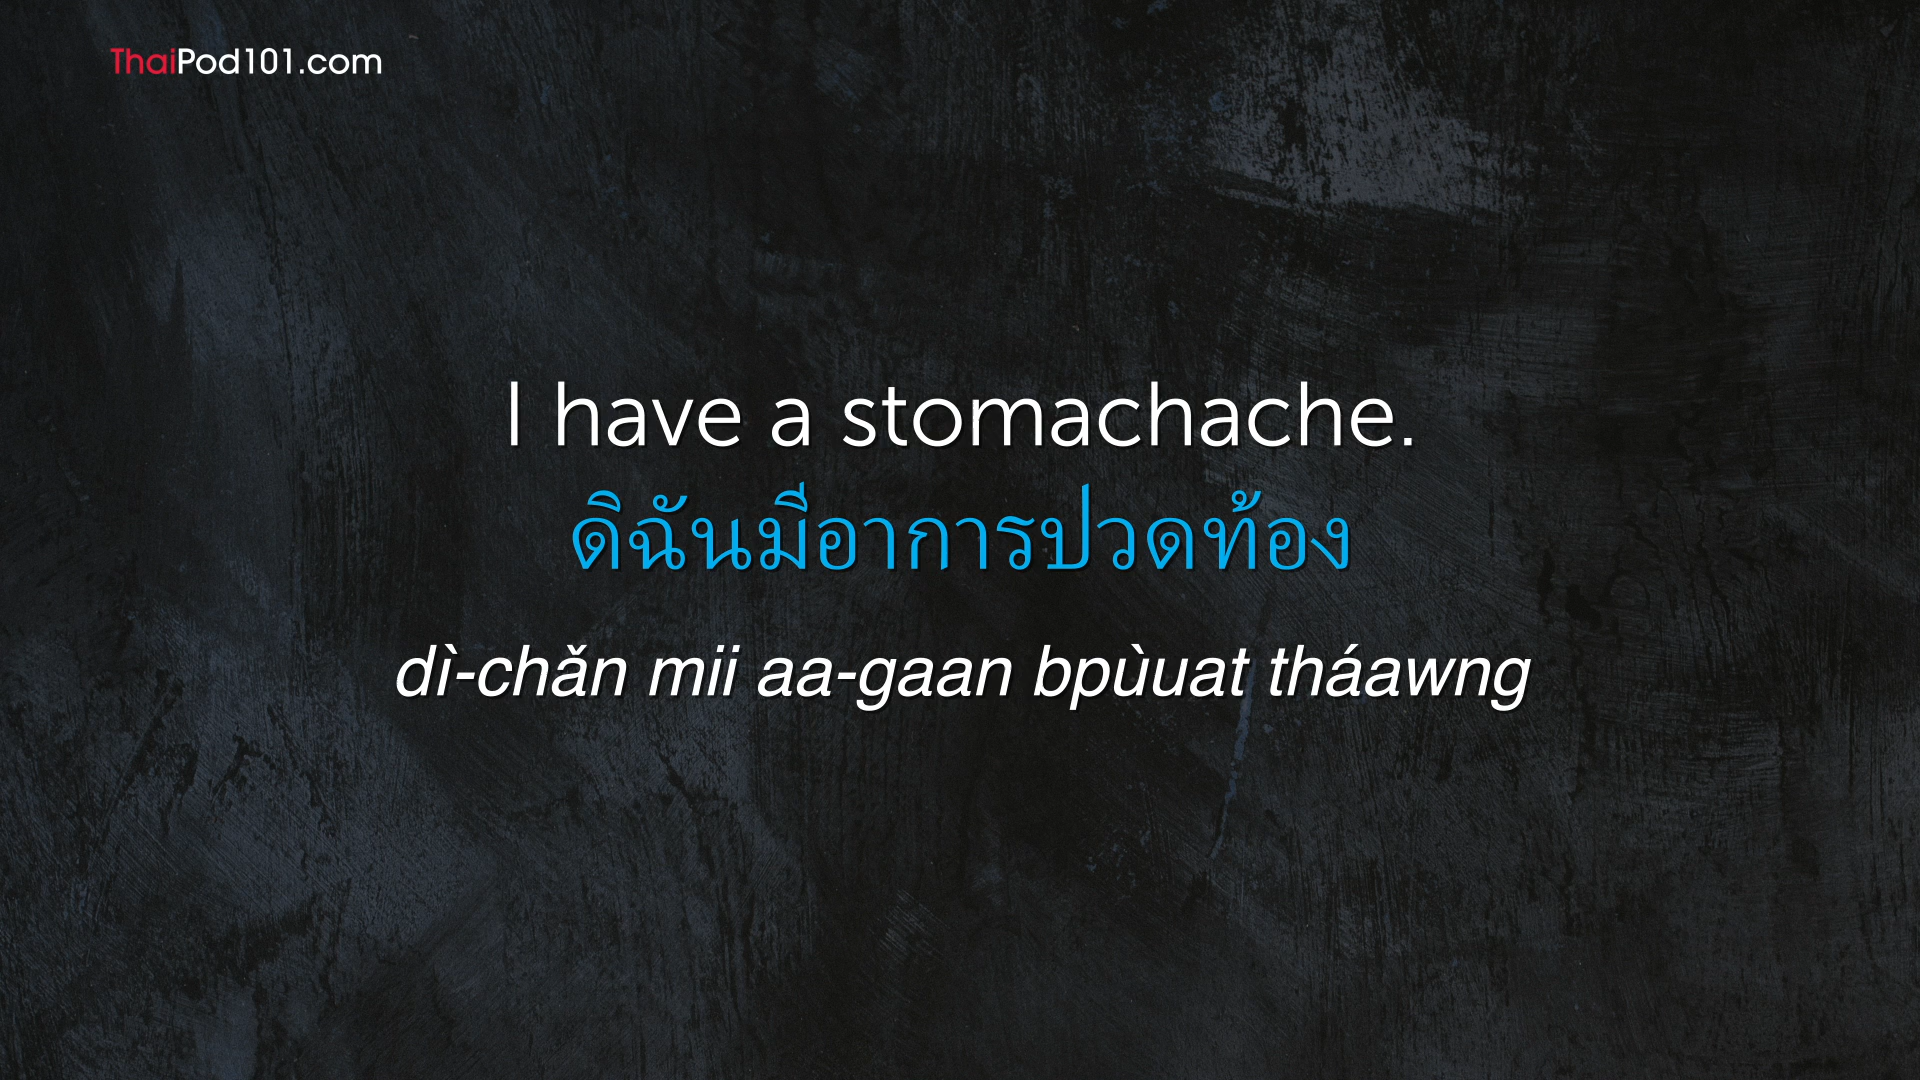 ThaiPod101.com
I have a stomachache.
ดิฉันมีอาการปวดท้อง
dì-chǎn mii aa-gaan bpùuat tháawng